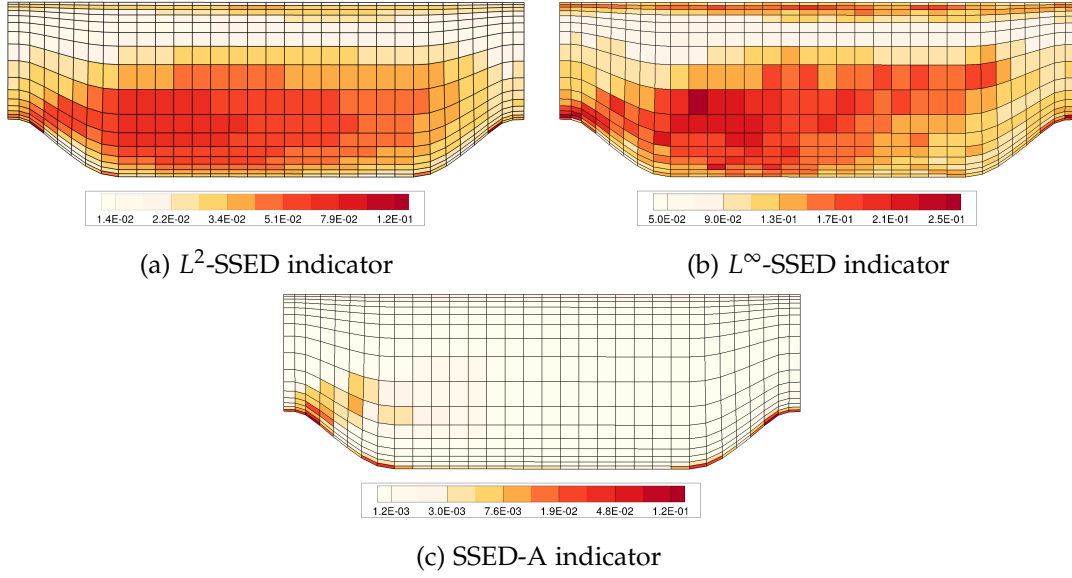 1.4E-02 2.2E-02 3.4E-02 5.1E-02 7.9E-02 1.2E-01
5.0E-02 9.0E-02 1.3E-01 1.7E-01 2.1E-01 2.5E-01
(a) L²-SSED indicator
(b) L∞-SSED indicator
1.2E-03 3.0E-03 7.6E-03 1.9E-02 4.8E-02 1.2E-01
(c) SSED-A indicator